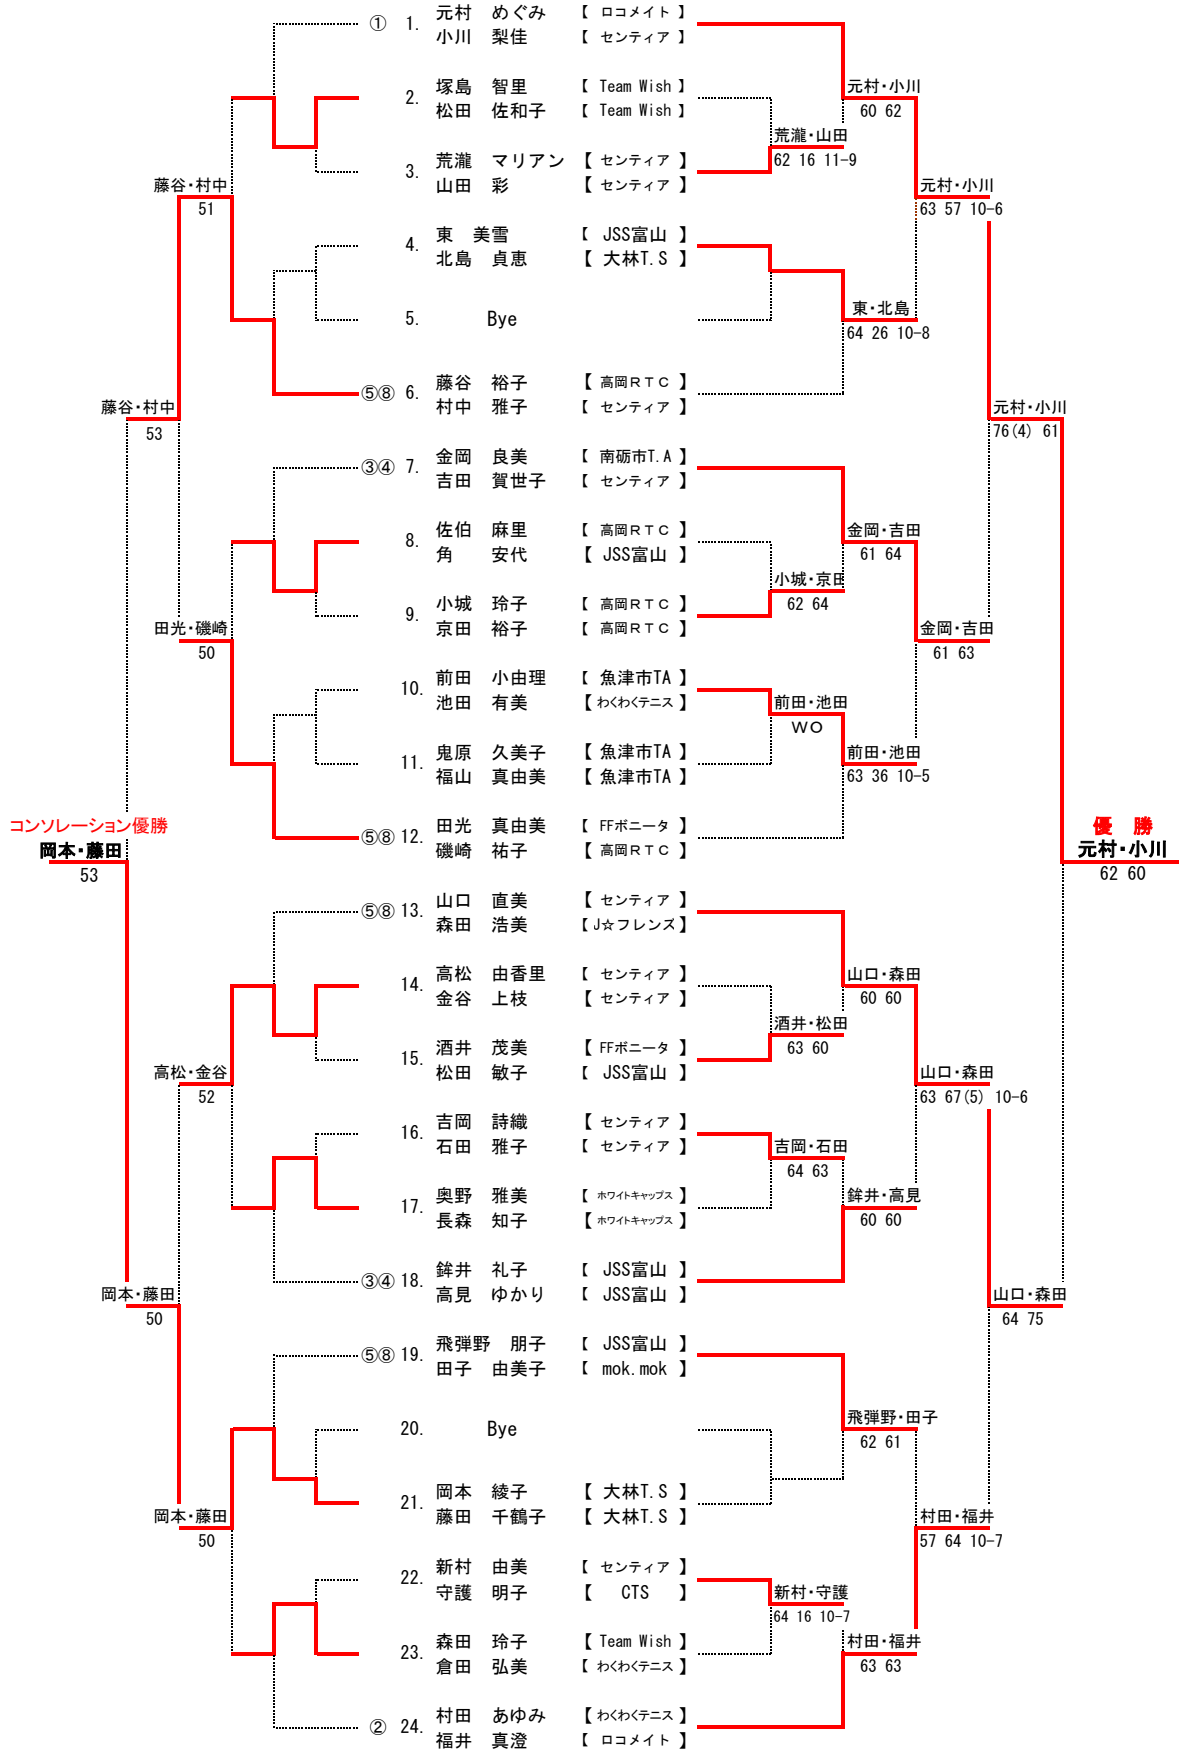 ① 1. 元村 めぐみ 【 ロコメイト 】
小川 梨佳 【 センティア 】
2. 塚島 智里 【 Team Wish 】
松田 佐和子 【 Team Wish 】
3. 荒瀧 マリアン 【 センティア 】
山田 彩 【 センティア 】
4. 東 美雪 【 JSS富山 】
北島 貞恵 【 大林T.S 】
5. Bye
⑤⑧ 6. 藤谷 裕子 【 高岡RTC 】
村中 雅子 【 センティア 】
③④ 7. 金岡 良美 【 南砺市T.A 】
吉田 賀世子 【 センティア 】
8. 佐伯 麻里 【 高岡RTC 】
角 安代 【 JSS富山 】
9. 小城 玲子 【 高岡RTC 】
京田 裕子 【 高岡RTC 】
10. 前田 小由理 【 魚津市TA 】
池田 有美 【 わくわくテニス 】
11. 鬼原 久美子 【 魚津市TA 】
福山 真由美 【 魚津市TA 】
⑤⑧ 12. 田光 真由美 【 FFボニータ 】
磯崎 祐子 【 高岡RTC 】
⑤⑧ 13. 山口 直美 【 センティア 】
森田 浩美 【 J☆フレンズ 】
14. 高松 由香里 【 センティア 】
金谷 上枝 【 センティア 】
15. 酒井 茂美 【 FFボニータ 】
松田 敏子 【 JSS富山 】
16. 吉岡 詩織 【 センティア 】
石田 雅子 【 センティア 】
17. 奥野 雅美 【 ホワイトキャップス 】
長森 知子 【 ホワイトキャップス 】
③④ 18. 鉾井 礼子 【 JSS富山 】
高見 ゆかり 【 JSS富山 】
⑤⑧ 19. 飛弾野 朋子 【 JSS富山 】
田子 由美子 【 mok.mok 】
20. Bye
21. 岡本 綾子 【 大林T.S 】
藤田 千鶴子 【 大林T.S 】
22. 新村 由美 【 センティア 】
守護 明子 【 CTS 】
23. 森田 玲子 【 Team Wish 】
倉田 弘美 【 わくわくテニス 】
② 24. 村田 あゆみ 【 わくわくテニス 】
福井 真澄 【 ロコメイト 】
藤谷・村中
51
藤谷・村中
53
田光・磯崎
50
コンソレーション優勝
岡本・藤田
53
高松・金谷
52
岡本・藤田
50
岡本・藤田
50
荒瀧・山田
62 16 11-9
小城・京田
62 64
前田・池田
WO
酒井・松田
63 60
吉岡・石田
64 63
新村・守護
64 16 10-7
元村・小川
60 62
東・北島
64 26 10-8
金岡・吉田
61 64
前田・池田
63 36 10-5
山口・森田
60 60
鉾井・高見
60 60
飛弾野・田子
62 61
村田・福井
63 63
元村・小川
63 57 10-6
金岡・吉田
61 63
山口・森田
63 67(5) 10-6
村田・福井
57 64 10-7
元村・小川
76(4) 61
山口・森田
64 75
優 勝
元村・小川
62 60